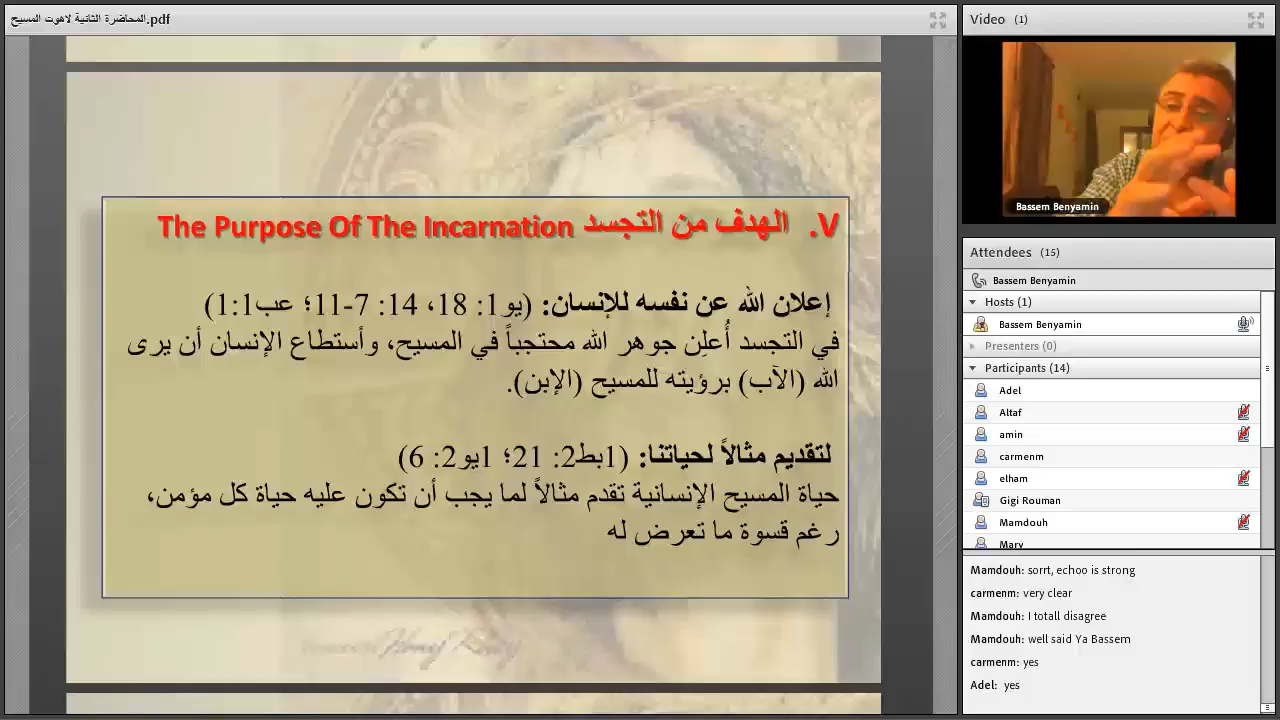 المحاضرة الثانية لاهوت المسيح.pdf
V. الهدف من التجسد The Purpose Of The Incarnation
إعلان الله عن نفسه للإنسان: (يو1: 18، 14: 7-11؛ عب1:1)
في التجسد أُعلِن جوهر الله محتجباً في المسيح، وأستطاع الإنسان أن يرى
الله (الآب) برؤيته للمسيح (الإبن).
لتقديم مثالاً لحياتنا: (1بط2: 21؛ 1يو2: 6)
حياة المسيح الإنسانية تقدم مثالاً لما يجب أن تكون عليه حياة كل مؤمن،
رغم قسوة ما تعرض له
Video (1)
Bassem Benyamin
Attendees (15)
Bassem Benyamin
Hosts (1)
Bassem Benyamin
Presenters (0)
Participants (14)
Adel
Altaf
amin
carmenm
elham
Gigi Rouman
Mamdouh
Mary
Mamdouh: sorrt, echoo is strong
carmenm: very clear
Mamdouh: I totall disagree
Mamdouh: well said Ya Bassem
carmenm: yes
Adel: yes